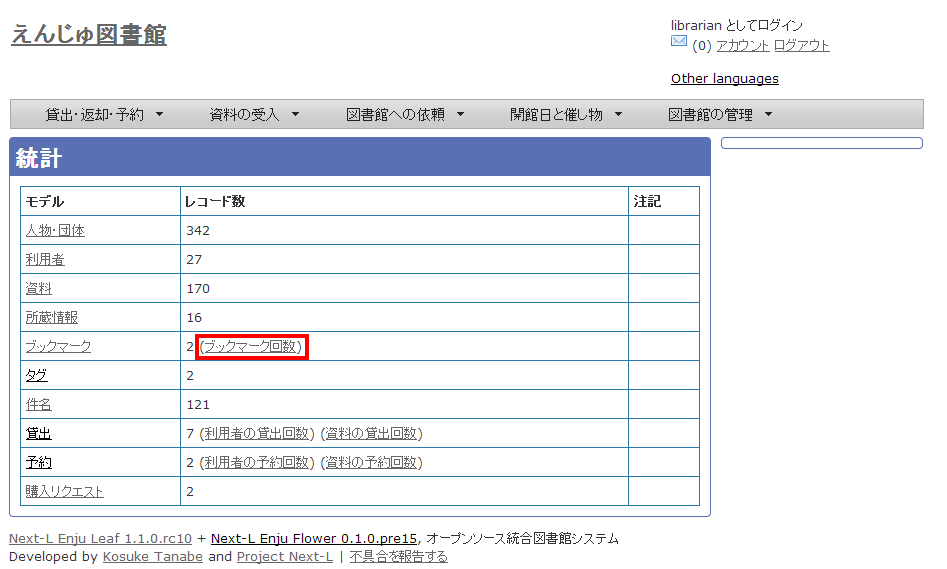 えんじゅ図書館
librarian としてログイン
(0) アカウント ログアウト
Other languages
貸出・返却・予約 資料の受入 図書館への依頼 開館日と催し物 図書館の管理
統計
モデル レコード数 注記
人物・団体 342
利用者 27
資料 170
所蔵情報 16
ブックマーク 2 (ブックマーク回数)
タグ 2
件名 121
貸出 7 (利用者の貸出回数) (資料の貸出回数)
予約 2 (利用者の予約回数) (資料の予約回数)
購入リクエスト 2
Next-L Enju Leaf 1.1.0.rc10 + Next-L Enju Flower 0.1.0.pre15, オープンソース統合図書館システム
Developed by Kosuke Tanabe and Project Next-L | 不具合を報告する